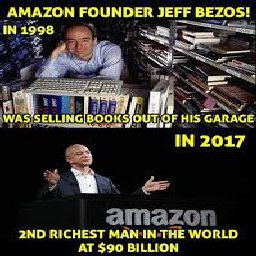 AMAZON FOUNDER JEFF BEZOS!
IN 1998
WAS SELLING BOOKS OUT OF HIS GARAGE
IN 2017
amazon
2ND RICHEST MAN IN THE WORLD
AT $90 BILLION